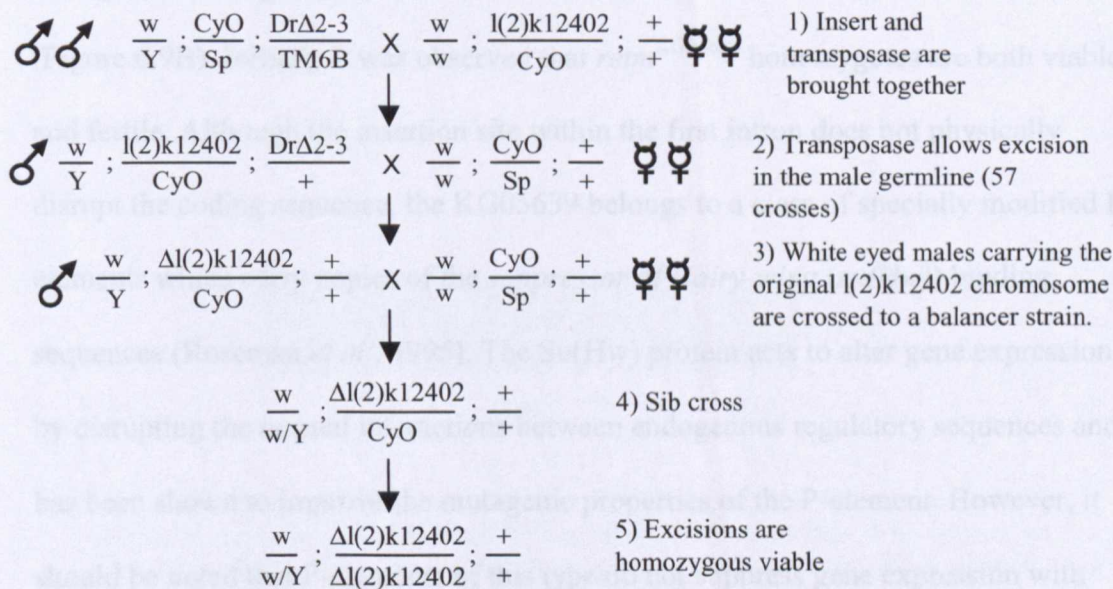 w/Y ; CyO/Sp ; DrΔ2-3/TM6B X w/w ; l(2)k12402/CyO ; +/+
1) Insert and
transposase are
brought together
w/Y ; l(2)k12402/CyO ; DrΔ2-3/+ X w/w ; CyO/Sp ; +/+
2) Transposase allows excision
in the male germline (57
crosses)
w/Y ; Δl(2)k12402/CyO ; +/+ X w/w ; CyO/Sp ; +/+
3) White eyed males carrying the
original l(2)k12402 chromosome
are crossed to a balancer strain.
w/w/Y ; Δl(2)k12402/CyO ; +/+
4) Sib cross
w/w/Y ; Δl(2)k12402/Δl(2)k12402 ; +/+
5) Excisions are
homozygous viable